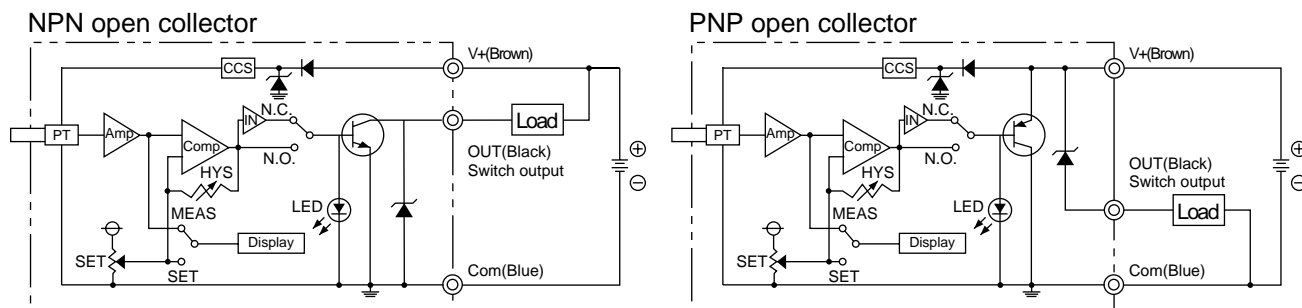 NPN open collector
V+(Brown)
CCS
PT
Amp
Comp
IN
N.C.
N.O.
HYS
MEAS
LED
Display
SET
SET
Load
OUT(Black)
Switch output
Com(Blue)
PNP open collector
V+(Brown)
CCS
PT
Amp
Comp
IN
N.C.
N.O.
HYS
MEAS
LED
Display
SET
SET
OUT(Black)
Switch output
Load
Com(Blue)